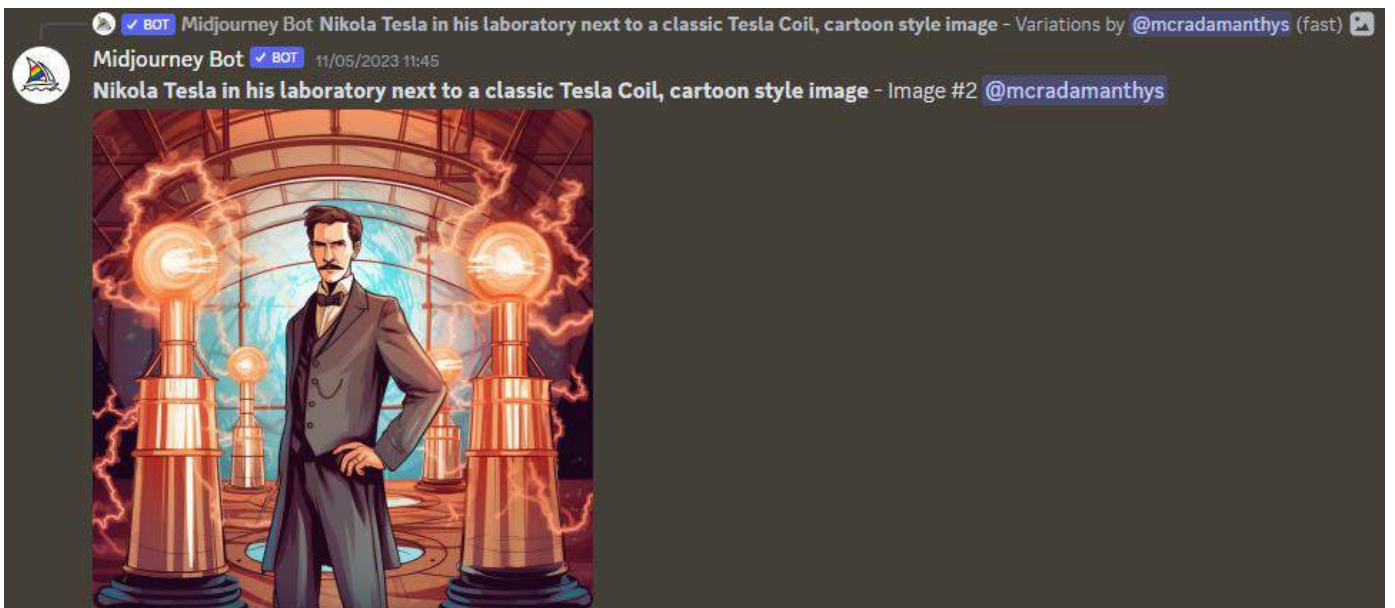 ✓ BOT Midjourney Bot Nikola Tesla in his laboratory next to a classic Tesla Coil, cartoon style image - Variations by @mcradamanthys (fast)
Midjourney Bot ✓ BOT 11/05/2023 11:45
Nikola Tesla in his laboratory next to a classic Tesla Coil, cartoon style image - Image #2 @mcradamanthys